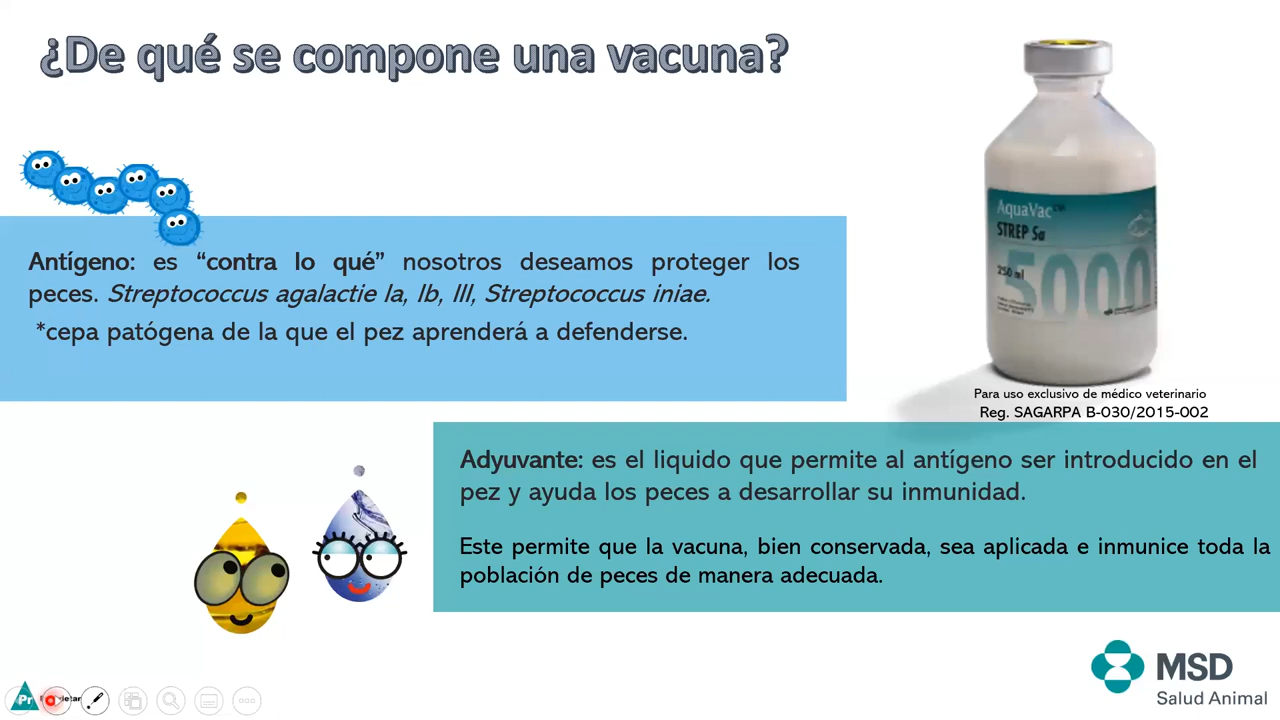 ¿De qué se compone una vacuna?
Antígeno: es “contra lo qué” nosotros deseamos proteger los
peces. Streptococcus agalactie Ia, Ib, III, Streptococcus iniae.
*cepa patógena de la que el pez aprenderá a defenderse.
AquaVac
STREP Sa
250 ml
5000
Para uso exclusivo de médico veterinario
Reg. SAGARPA B-030/2015-002
Adyuvante: es el liquido que permite al antígeno ser introducido en el
pez y ayuda los peces a desarrollar su inmunidad.
Este permite que la vacuna, bien conservada, sea aplicada e inmunice toda la
población de peces de manera adecuada.
MSD
Salud Animal
Pr